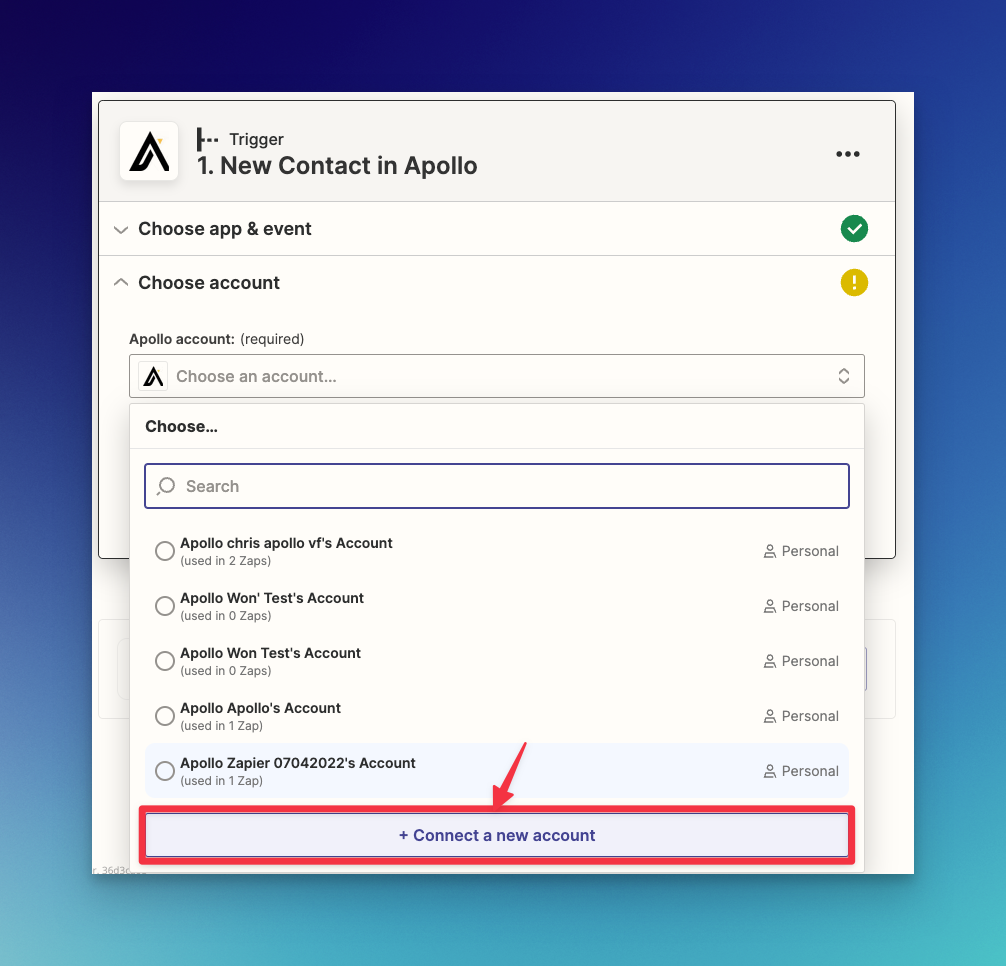 Trigger
1. New Contact in Apollo
Choose app & event
Choose account
Apollo account: (required)
Choose an account...
Choose...
Search
Apollo chris apollo vf's Account
(used in 2 Zaps)
Personal
Apollo Won' Test's Account
(used in 0 Zaps)
Personal
Apollo Won Test's Account
(used in 0 Zaps)
Personal
Apollo Apollo's Account
(used in 1 Zap)
Personal
Apollo Zapier 07042022's Account
(used in 1 Zap)
Personal
+ Connect a new account